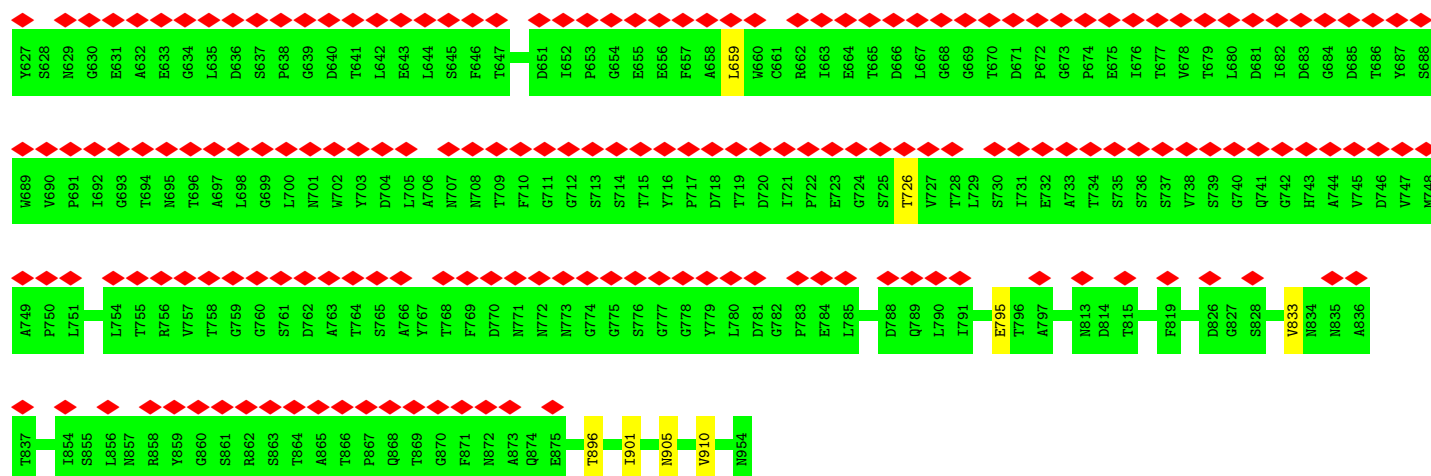 Y627 S628 N629 G630 E631 A632 E633 G634 L635 D636 S637 P638 G639 D640 T641 L642 E643 L644 S645 F646 T647 D651 I652 P653 G654 E655 E656 F657 A658 L659 W660 C661 R662 I663 E664 T665 D666 L667 G668 G669 T670 D671 P672 G673 P674 E675 I676 T677 V678 T679 L680 D681 I682 D683 G684 D685 T686 Y687 S688
W689 V690 P691 I692 G693 T694 N695 T696 A697 L698 G699 L700 N701 W702 Y703 D704 L705 A706 N707 N708 T709 F710 G711 G712 S713 S714 T715 Y716 P717 D718 T719 D720 I721 P722 E723 G724 S725 T726 V727 T728 L729 S730 I731 E732 A733 T734 S735 S736 S737 V738 S739 G740 Q741 G742 H743 A744 V745 D746 V747 M748
A749 P750 L751 L754 T755 R756 V757 T758 G759 G760 S761 D762 A763 T764 S765 A766 Y767 T768 F769 D770 N771 N772 N773 G774 G775 S776 G777 G778 Y779 L780 D781 G782 P783 E784 L785 D788 Q789 L790 I791 E795 T796 A797 N813 D814 T815 F819 D826 G827 S828 V833 N834 N835 A836
T837 I854 S855 L856 N857 R858 Y859 G860 S861 R862 S863 T864 A865 T866 P867 Q868 T869 G870 F871 N872 A873 Q874 E875 T896 I901 N905 V910 N954